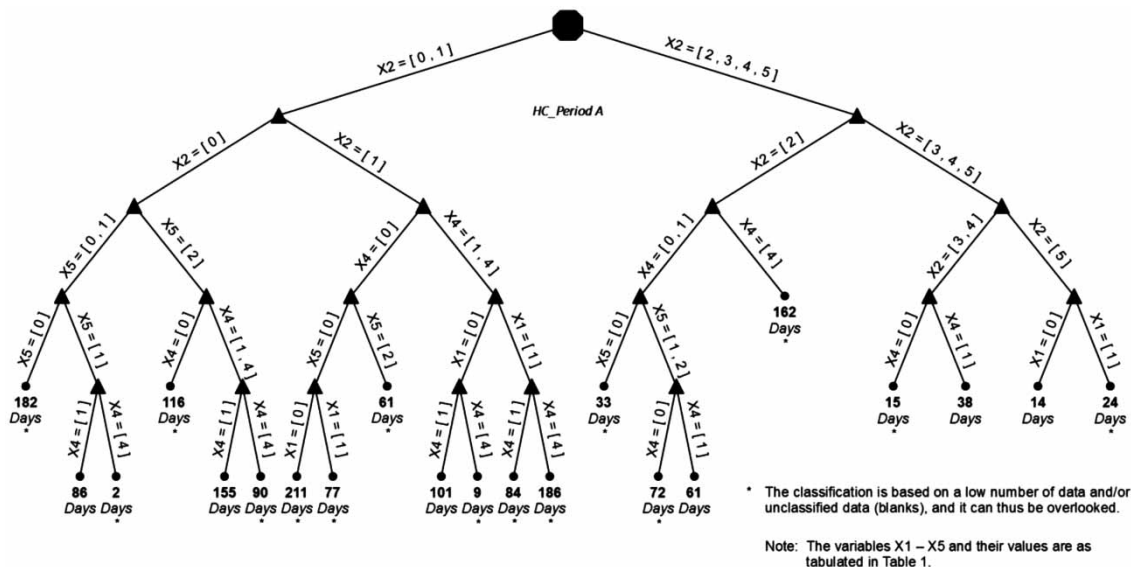 X2 = [ 0 , 1 ]
X2 = [ 2 , 3 , 4 , 5 ]
HC_Period A
X2 = [ 0 ]
X2 = [ 1 ]
X2 = [ 2 ]
X2 = [ 3 , 4 , 5 ]
X5 = [ 0 , 1 ]
X5 = [ 2 ]
X4 = [ 0 ]
X4 = [ 1 , 4 ]
X4 = [ 0 , 1 ]
X4 = [ 4 ]
X2 = [ 3 , 4 ]
X2 = [ 5 ]
162
Days
*
X5 = [ 0 ]
X5 = [ 1 ]
X4 = [ 0 ]
X4 = [ 1 , 4 ]
X5 = [ 0 ]
X5 = [ 2 ]
X1 = [ 0 ]
X1 = [ 1 ]
X5 = [ 0 ]
X5 = [ 1 , 2 ]
X4 = [ 0 ]
X4 = [ 1 ]
X1 = [ 0 ]
X1 = [ 1 ]
182 116 61 33 15 38 14 24
Days Days Days Days Days Days Days Days
* * * * * *
X4 = [ 1 ]
X4 = [ 4 ]
X4 = [ 1 ]
X4 = [ 4 ]
X1 = [ 0 ]
X1 = [ 1 ]
X4 = [ 1 ]
X4 = [ 4 ]
X4 = [ 1 ]
X4 = [ 4 ]
X4 = [ 0 ]
X4 = [ 1 ]
86 2 155 90 211 77 101 9 84 186 72 61
Days Days Days Days Days Days Days Days Days Days Days Days
* * * * * * * *
* The classification is based on a low number of data and/or
unclassified data (blanks), and it can thus be overlooked.
Note: The variables X1 – X5 and their values are as
tabulated in Table 1.